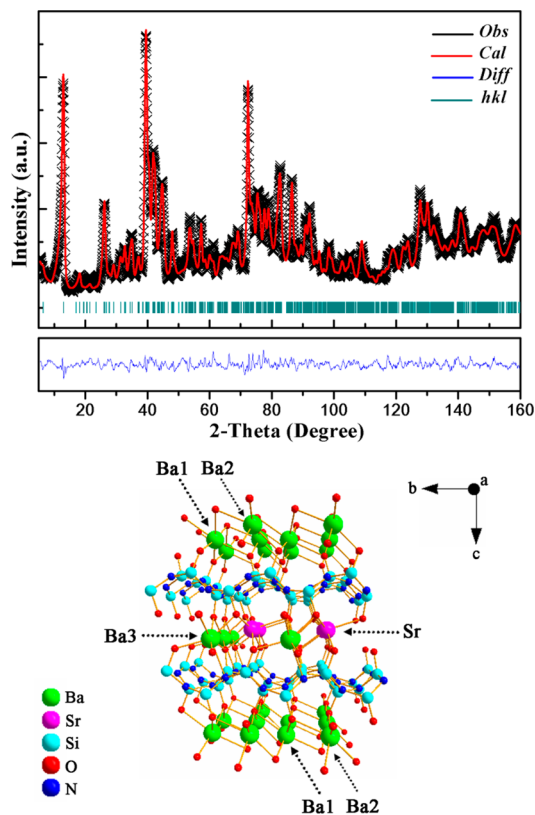 Obs
Cal
Diff
hkl
Intensity (a.u.)
20 40 60 80 100 120 140 160
2-Theta (Degree)
Ba1 Ba2
b a
c
Ba3 Sr
Ba
Sr
Si
O
N
Ba1 Ba2